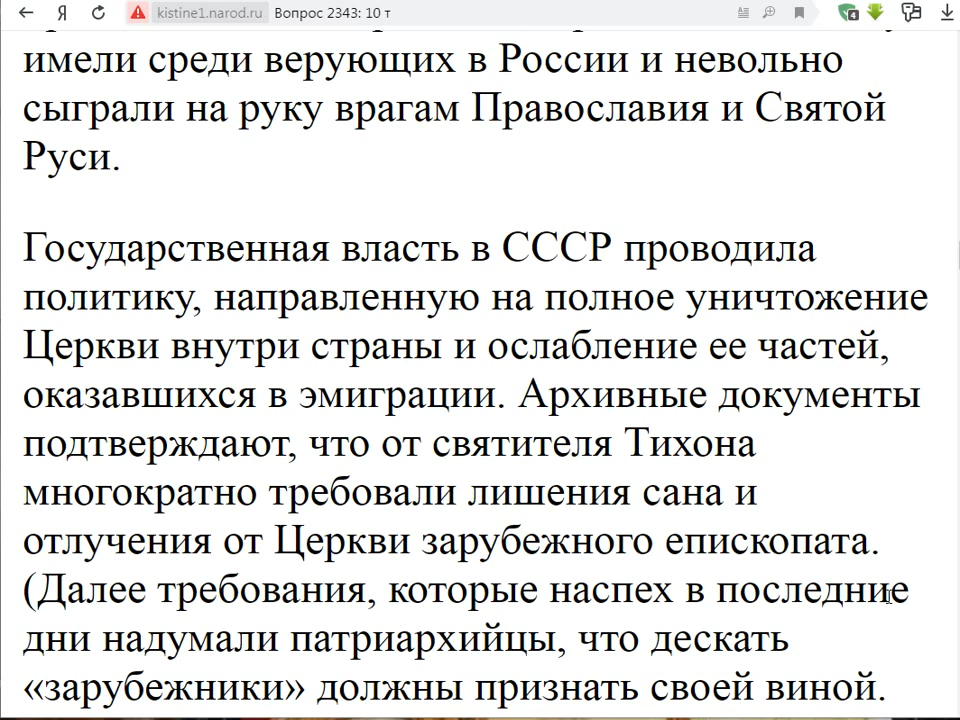 Я kistine1.narod.ru Вопрос 2343: 10 т
4
имели среди верующих в России и невольно
сыграли на руку врагам Православия и Святой
Руси.
Государственная власть в СССР проводила
политику, направленную на полное уничтожение
Церкви внутри страны и ослабление ее частей,
оказавшихся в эмиграции. Архивные документы
подтверждают, что от святителя Тихона
многократно требовали лишения сана и
отлучения от Церкви зарубежного епископата.
(Далее требования, которые наспех в последние
дни надумали патриархийцы, что дескать
«зарубежники» должны признать своей виной.